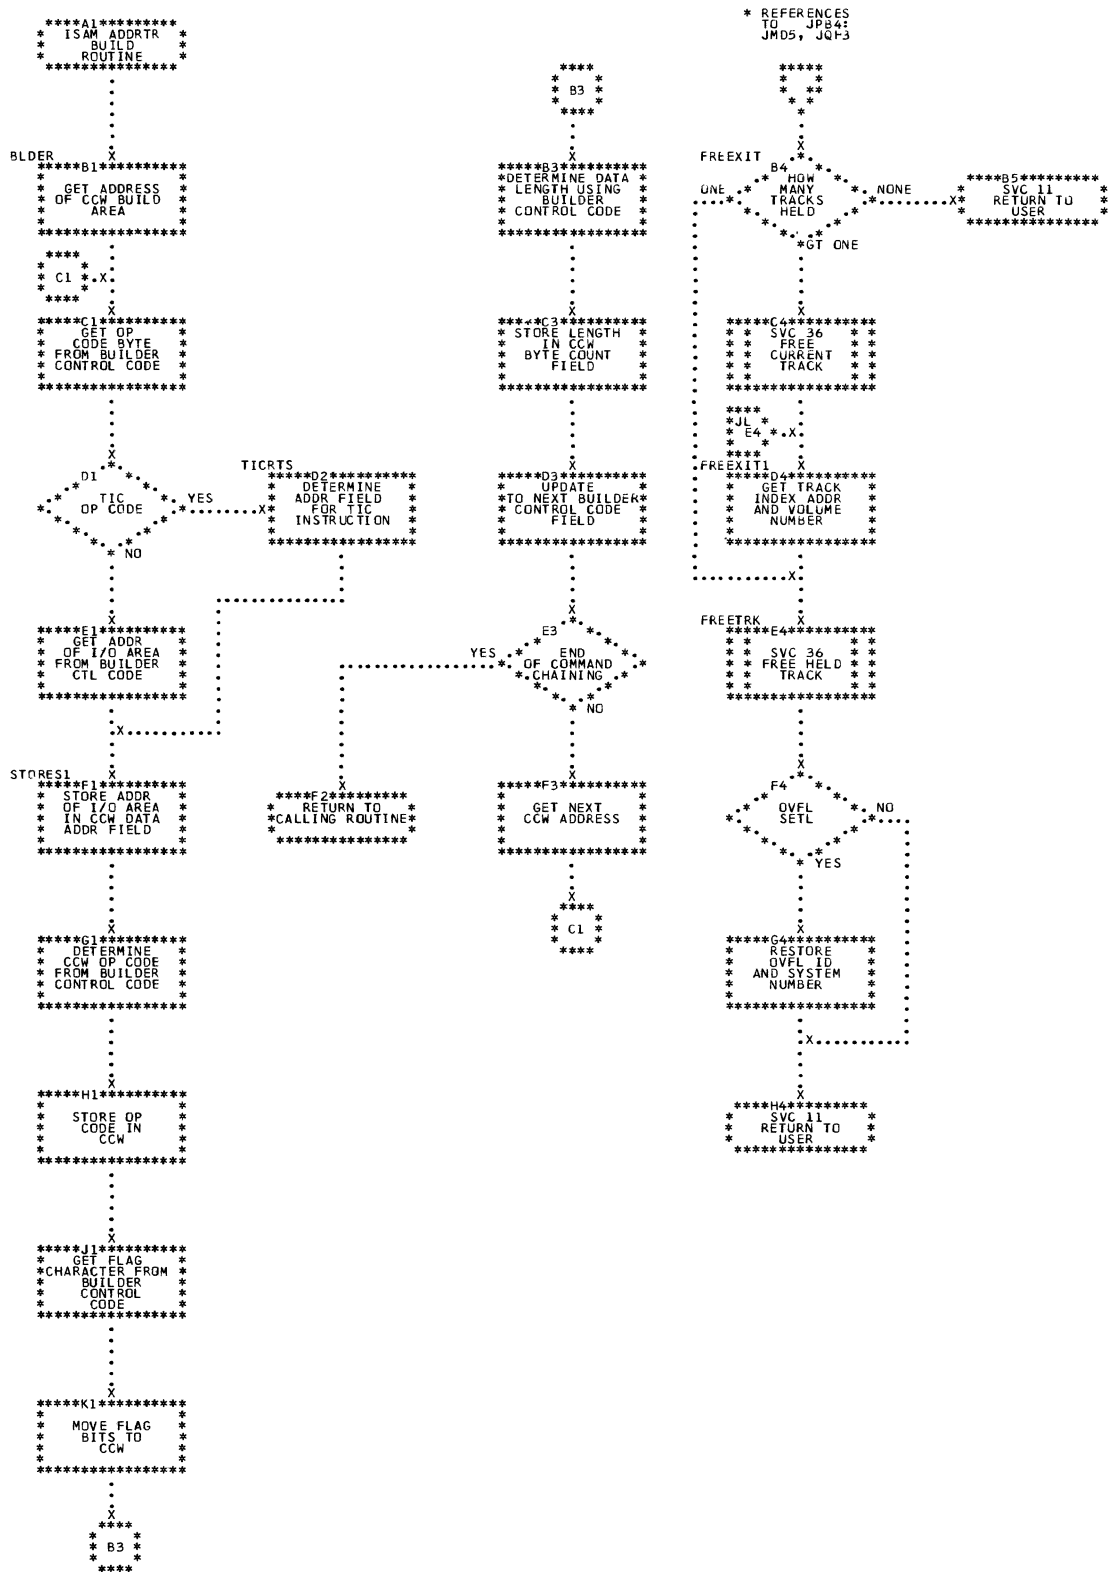 A1
ISAM ADDRTR
BUILD
ROUTINE
BLDER
B1
GET ADDRESS
OF CCW BUILD
AREA
C1
C1
GET OP
CODE BYTE
FROM BUILDER
CONTROL CODE
D1
TIC
OP CODE
YES
NO
TICRTS
D2
DETERMINE
ADDR FIELD
FOR TIC
INSTRUCTION
E1
GET ADDR
OF I/O AREA
FROM BUILDER
CTL CODE
STORES1
F1
STORE ADDR
OF I/O AREA
IN CCW DATA
ADDR FIELD
F2
RETURN TO
CALLING ROUTINE
G1
DETERMINE
CCW OP CODE
FROM BUILDER
CONTROL CODE
H1
STORE OP
CODE IN
CCW
J1
GET FLAG
CHARACTER FROM
BUILDER
CONTROL
CODE
K1
MOVE FLAG
BITS TO
CCW
B3
B3
B3
DETERMINE DATA
LENGTH USING
BUILDER
CONTROL CODE
C3
STORE LENGTH
IN CCW
BYTE COUNT
FIELD
D3
UPDATE
TO NEXT BUILDER
CONTROL CODE
FIELD
E3
END
OF COMMAND
CHAINING
YES
NO
F3
GET NEXT
CCW ADDRESS
C1
* REFERENCES
TO JPB4:
JMD5,
FREEXIT
B4
HOW
MANY
TRACKS
HELD
ONE
NONE
GT ONE
B5
SVC 11
RETURN TO
USER
C4
SVC 36
FREE
CURRENT
TRACK
JL
E4
FREEXIT1
D4
GET TRACK
INDEX ADDR
AND VOLUME
NUMBER
FREETRK
E4
SVC 36
FREE HELD
TRACK
F4
OVFL
SETL
NO
YES
G4
RESTORE
OVFL ID
AND SYSTEM
NUMBER
H4
SVC 11
RETURN TO
USER